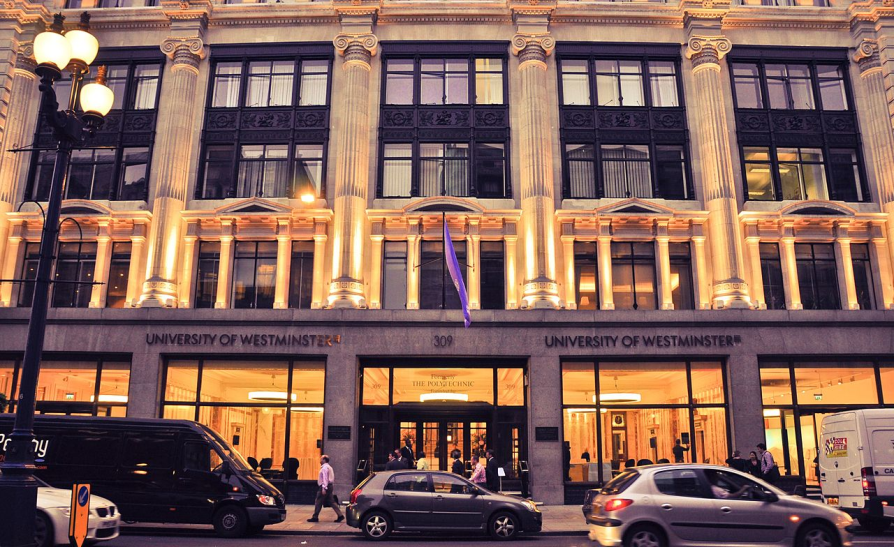 UNIVERSITY OF WESTMINSTER
309
UNIVERSITY OF WESTMINSTER
THE POLYTECHNIC